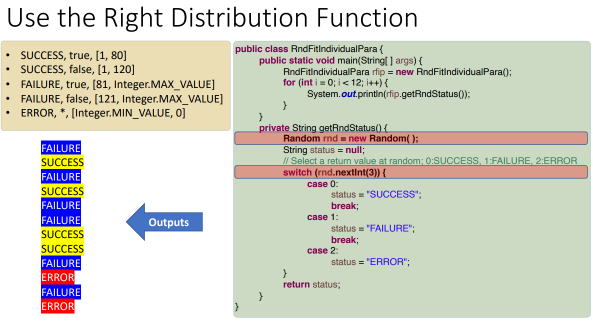 Use the Right Distribution Function
• SUCCESS, true, [1, 80]
• SUCCESS, false, [1, 120]
• FAILURE, true, [81, Integer.MAX_VALUE]
• FAILURE, false, [121, Integer.MAX_VALUE]
• ERROR, *, [Integer.MIN_VALUE, 0]
FAILURE
SUCCESS
FAILURE
SUCCESS
FAILURE
FAILURE
SUCCESS
SUCCESS
FAILURE
ERROR
FAILURE
ERROR
Outputs
public class RndFitIndividualPara {
public static void main(String[ ] args) {
RndFitIndividualPara rfip = new RndFitIndividualPara();
for (int i = 0; i < 12; i++) {
System.out.println(rfip.getRndStatus());
}
}
private String getRndStatus() {
Random rnd = new Random( );
String status = null;
// Select a return value at random; 0:SUCCESS, 1:FAILURE, 2:ERROR
switch (rnd.nextInt(3)) {
case 0:
status = "SUCCESS";
break;
case 1:
status = "FAILURE";
break;
case 2:
status = "ERROR";
}
return status;
}
}